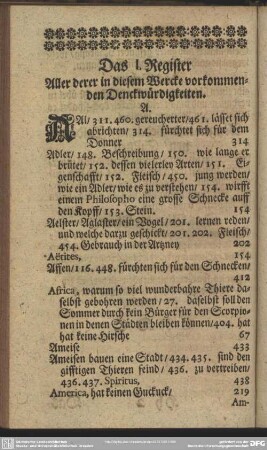 Das I. Register
Aller derer in diesem Wercke vorkommen-
den Denckwürdigkeiten.
A.
AAl/ 311. 460. gereucherter/461. lässet sich
abrichten/ 314. fürchtet sich für dem
Donner 314
Adler/ 148. Beschreibung/ 150. wie lange er
brütet/ 152. dessen vielerley Arten/ 151. Ei-
genschafft/ 152. Fleisch/ 450. jung werden/
wie ein Adler/ wie es zu verstehen/ 154. wirfft
einem Philosopho eine grosse Schnecke auff
den Kopff/ 153. Stein. 154
Aelster/ Aglaster/ ein Vogel/ 201. lernen reden/
und welche darzu geschickt/ 201. 202. Fleisch/
454. Gebrauch in der Artzney 202
Aëtites, 154
Affen/ 116. 448. fürchten sich für den Schnecken/
412
Africa, warum so viel wunderbahre Thiere da-
selbst gebohren werden/ 27. daselbst soll den
Sommer durch kein Bürger für den Scorpio-
nen in denen Städten bleiben können/404. hat
hat keine Hirsche 67
Ameise 433
Ameisen bauen eine Stadt/ 434. 435. sind den
gifftigen Thieren feind/ 436. zu vertreiben/
436. 437. Spiritus, 438
America, hat keinen Guckuck/ 219
Am-